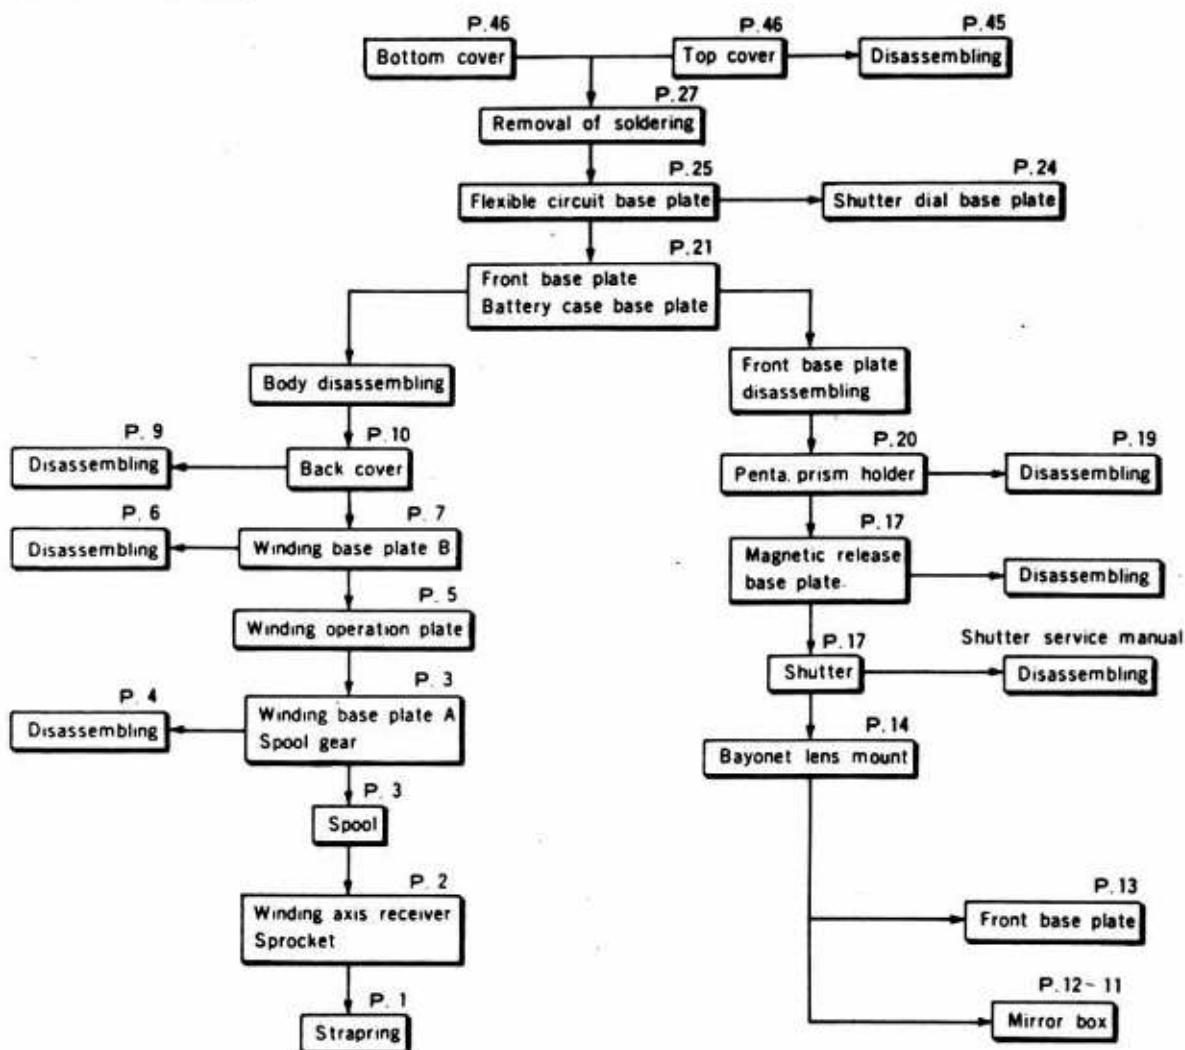 P.46
P.46
P.45
Bottom cover
Top cover
Disassembling
P.27
Removal of soldering
P.25
P.24
Flexible circuit base plate
Shutter dial base plate
P.21
Front base plate
Battery case base plate
Body disassembling
Front base plate
disassembling
P. 9
P.10
P.20
P.19
Disassembling
Back cover
Penta. prism holder
Disassembling
P. 6
P. 7
P.17
Disassembling
Winding base plate B
Magnetic release
base plate.
Disassembling
P. 5
Winding operation plate
P.17
Shutter service manual
Shutter
Disassembling
P. 4
P. 3
Disassembling
Winding base plate A
Spool gear
P.14
Bayonet lens mount
P. 3
Spool
P. 2
Winding axis receiver
Sprocket
P.13
Front base plate
P. 1
Strapring
P.12~11
Mirror box